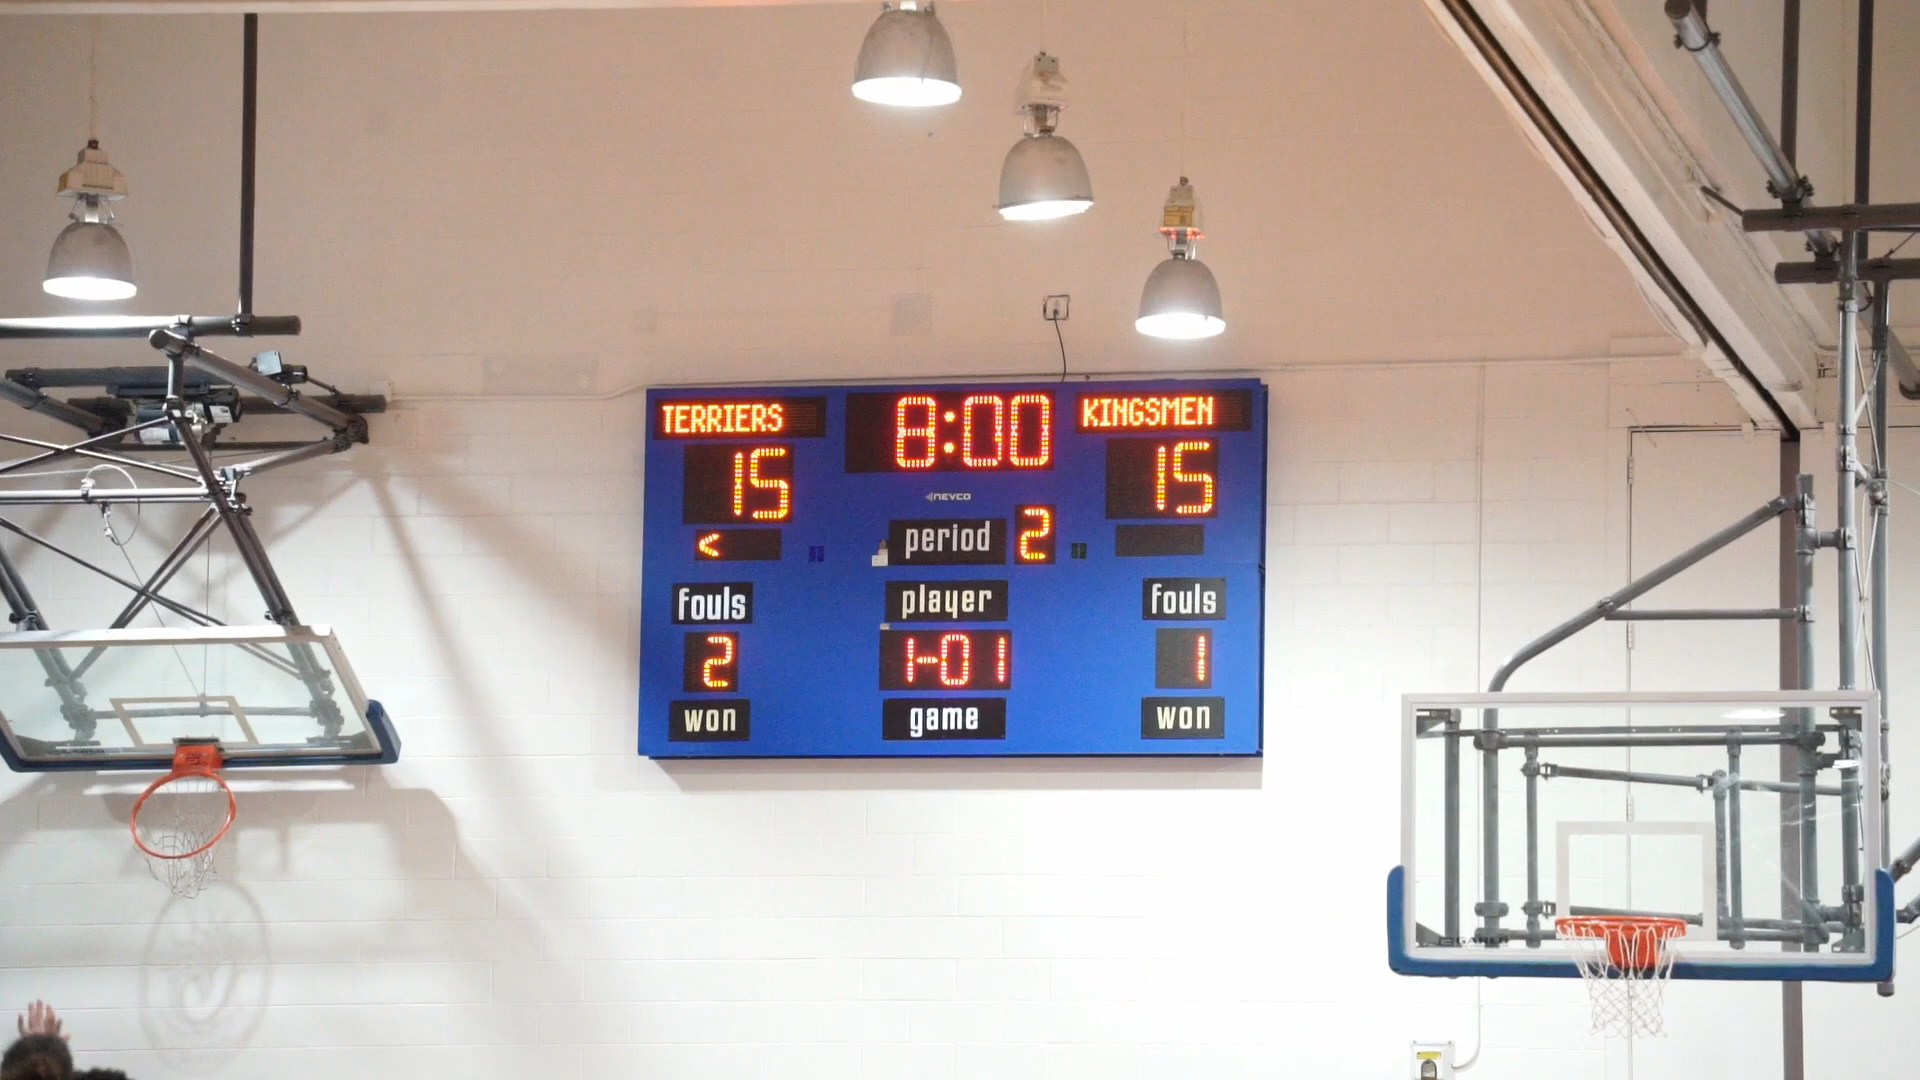 TERRIERS 8:00 KINGSMEN
15 15
NEVCO
< period 2
fouls player fouls
2 1-01 1
won game won